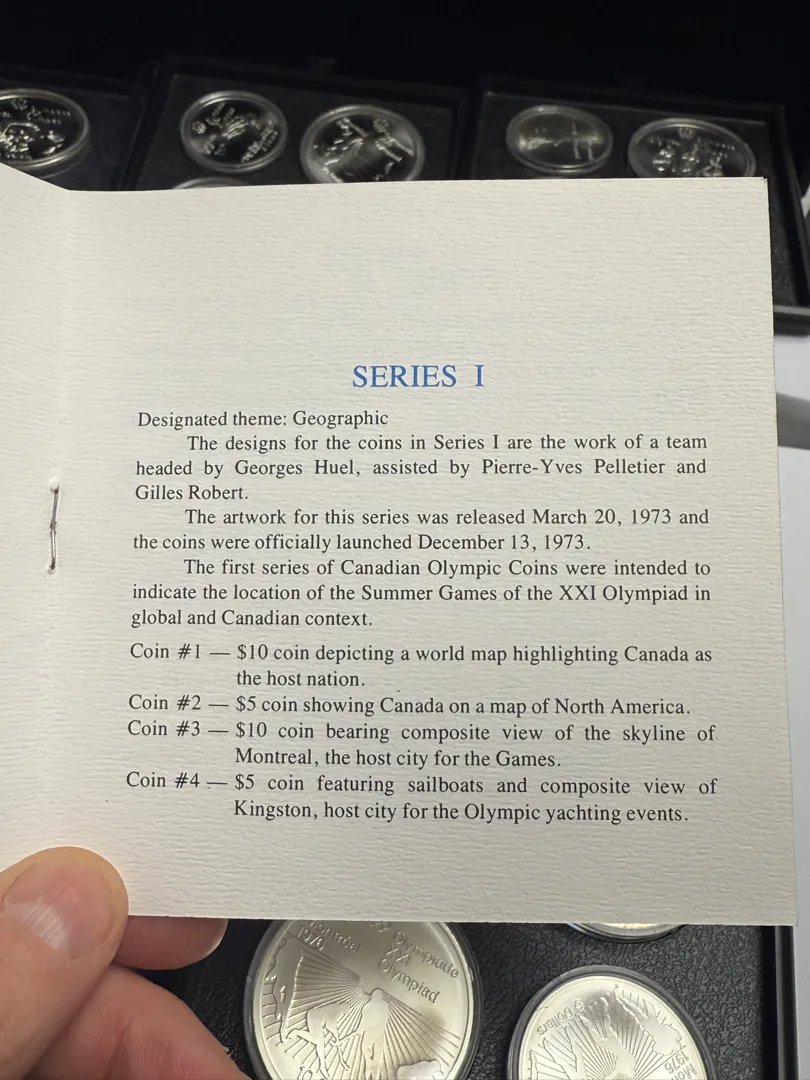 SERIES I
Designated theme: Geographic
The designs for the coins in Series I are the work of a team
headed by Georges Huel, assisted by Pierre-Yves Pelletier and
Gilles Robert.
The artwork for this series was released March 20, 1973 and
the coins were officially launched December 13, 1973.
The first series of Canadian Olympic Coins were intended to
indicate the location of the Summer Games of the XXI Olympiad in
global and Canadian context.
Coin #1 — $10 coin depicting a world map highlighting Canada as
the host nation.
Coin #2 — $5 coin showing Canada on a map of North America.
Coin #3 — $10 coin bearing composite view of the skyline of
Montreal, the host city for the Games.
Coin #4 — $5 coin featuring sailboats and composite view of
Kingston, host city for the Olympic yachting events.
Olympiade
XXI
Olympiad
Dollars
1976